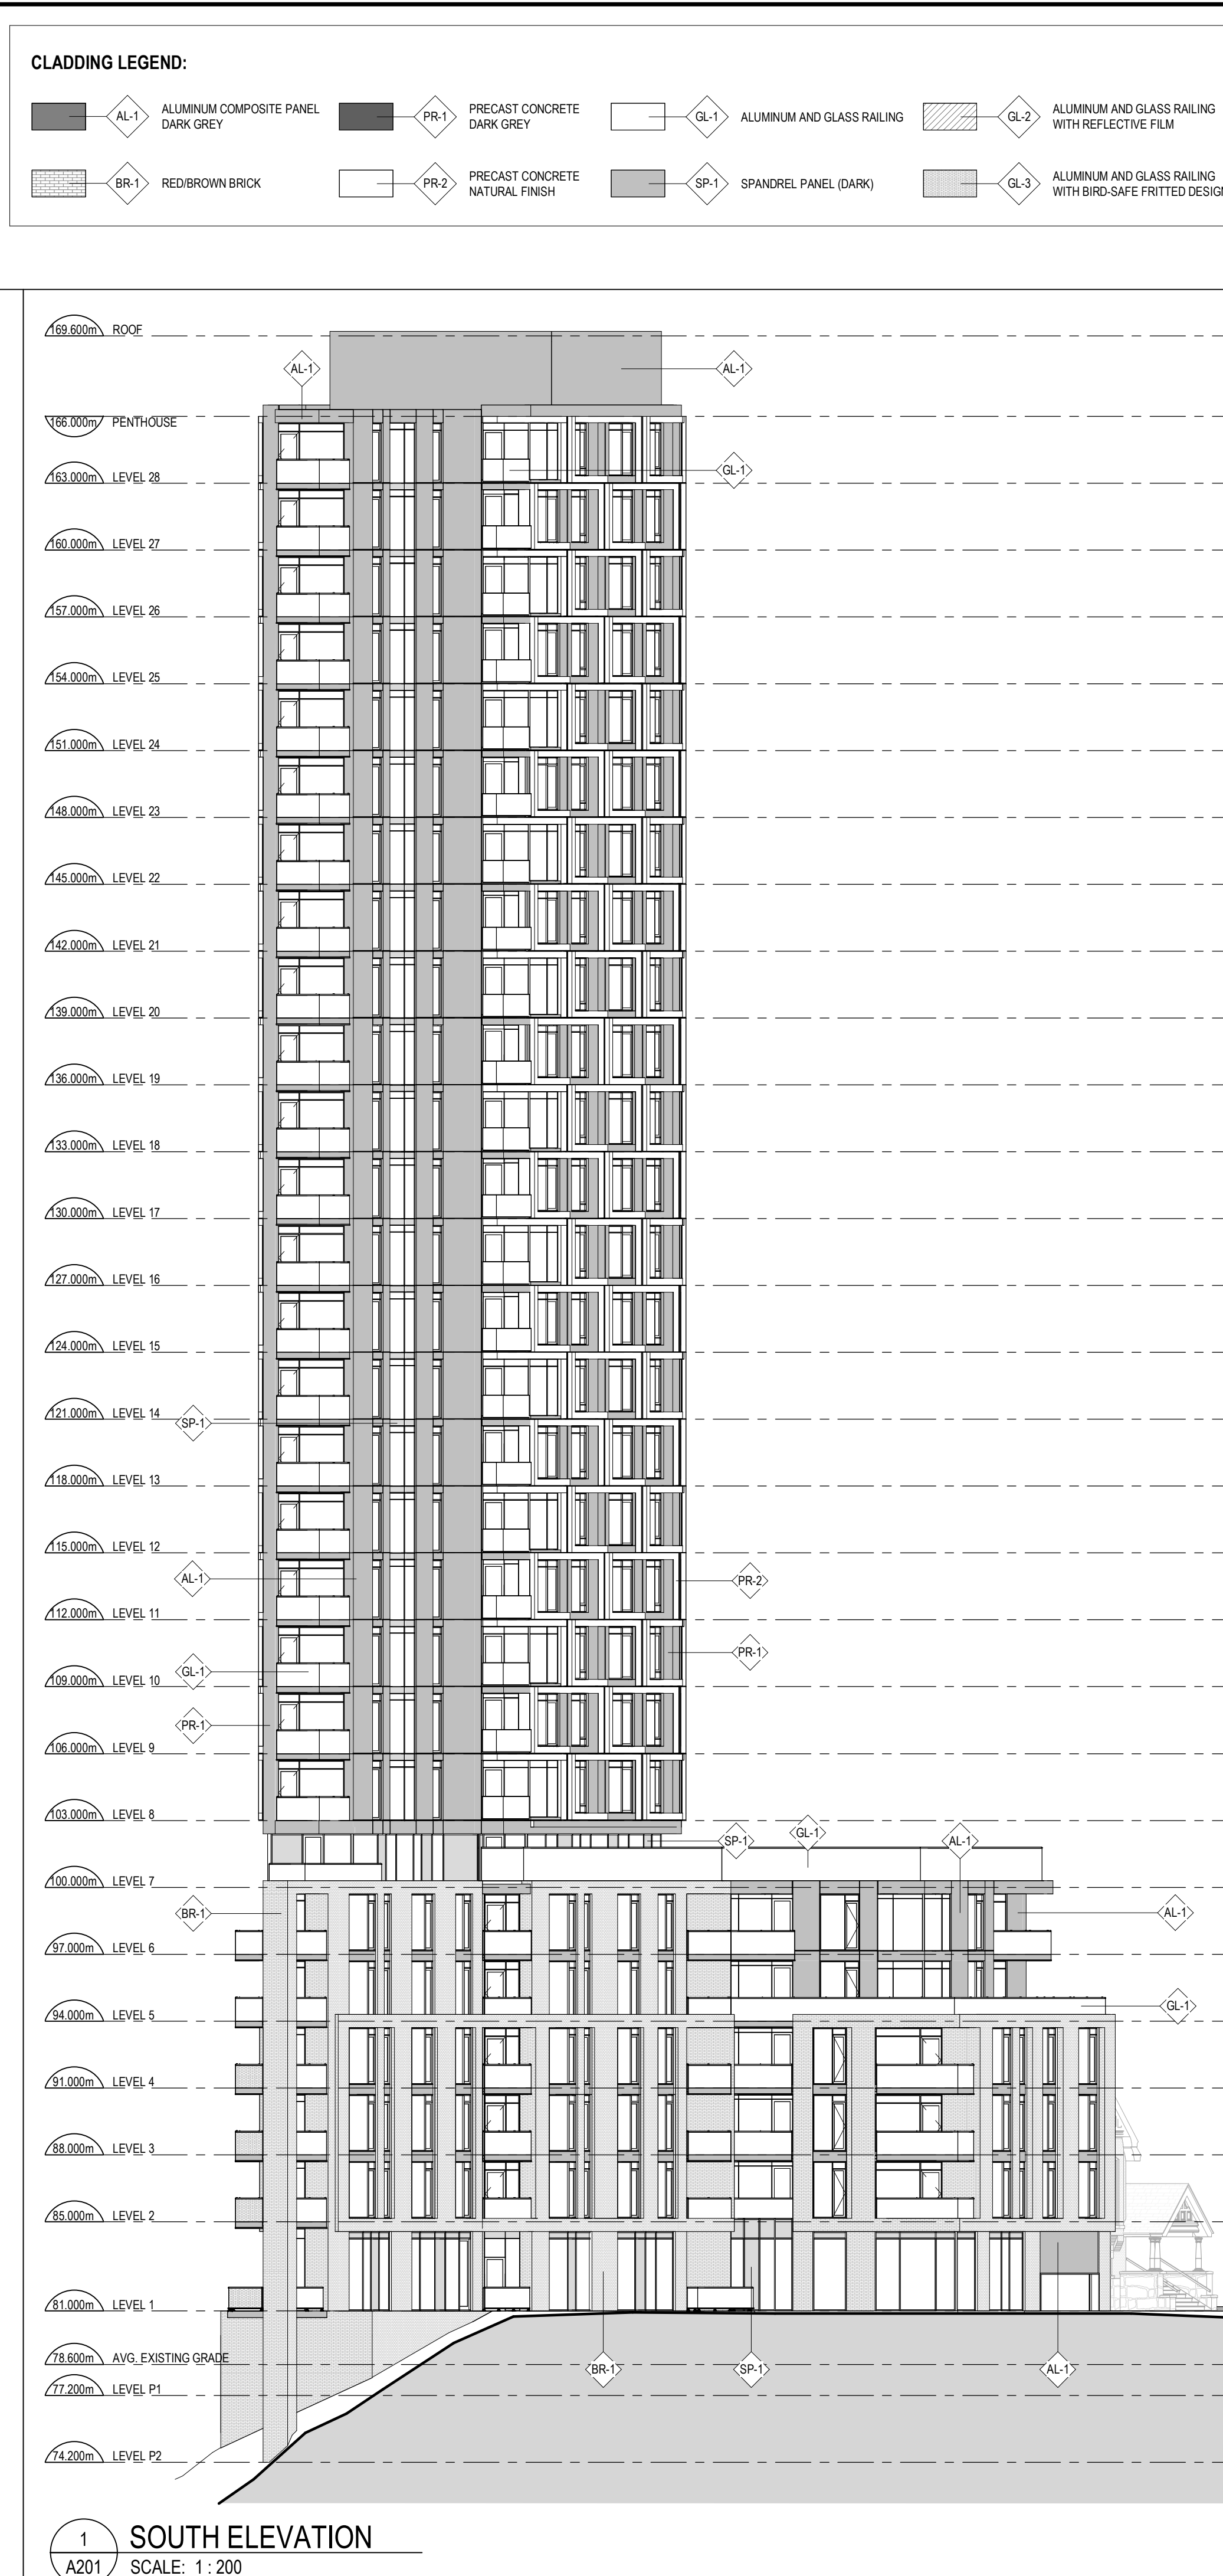 CLADDING LEGEND:
AL-1
ALUMINUM COMPOSITE PANEL
DARK GREY
PR-1
PRECAST CONCRETE
DARK GREY
GL-1
ALUMINUM AND GLASS RAILING
GL-2
ALUMINUM AND GLASS RAILING
WITH REFLECTIVE FILM
BR-1
RED/BROWN BRICK
PR-2
PRECAST CONCRETE
NATURAL FINISH
SP-1
SPANDREL PANEL (DARK)
GL-3
ALUMINUM AND GLASS RAILING
WITH BIRD-SAFE FRITTED DESIGN
169.600m ROOF
AL-1
AL-1
166.000m PENTHOUSE
GL-1
163.000m LEVEL 28
160.000m LEVEL 27
157.000m LEVEL 26
154.000m LEVEL 25
151.000m LEVEL 24
148.000m LEVEL 23
145.000m LEVEL 22
142.000m LEVEL 21
139.000m LEVEL 20
136.000m LEVEL 19
133.000m LEVEL 18
130.000m LEVEL 17
127.000m LEVEL 16
124.000m LEVEL 15
121.000m LEVEL 14
SP-1
118.000m LEVEL 13
115.000m LEVEL 12
AL-1
PR-2
112.000m LEVEL 11
PR-1
109.000m LEVEL 10
GL-1
PR-1
106.000m LEVEL 9
103.000m LEVEL 8
SP-1
GL-1
AL-1
100.000m LEVEL 7
BR-1
AL-1
97.000m LEVEL 6
GL-1
94.000m LEVEL 5
91.000m LEVEL 4
88.000m LEVEL 3
85.000m LEVEL 2
81.000m LEVEL 1
78.600m AVG. EXISTING GRADE
BR-1
SP-1
AL-1
77.200m LEVEL P1
74.200m LEVEL P2
1
SOUTH ELEVATION
A201
SCALE: 1 : 200